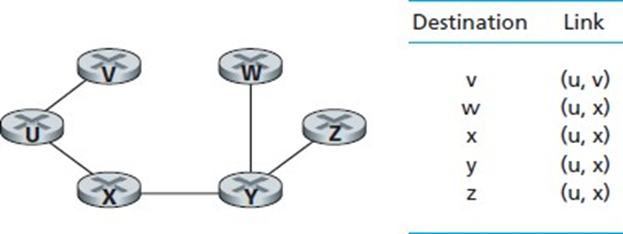 V
W
U
Z
X
Y
Destination Link
v (u, v)
w (u, x)
x (u, x)
y (u, x)
z (u, x)